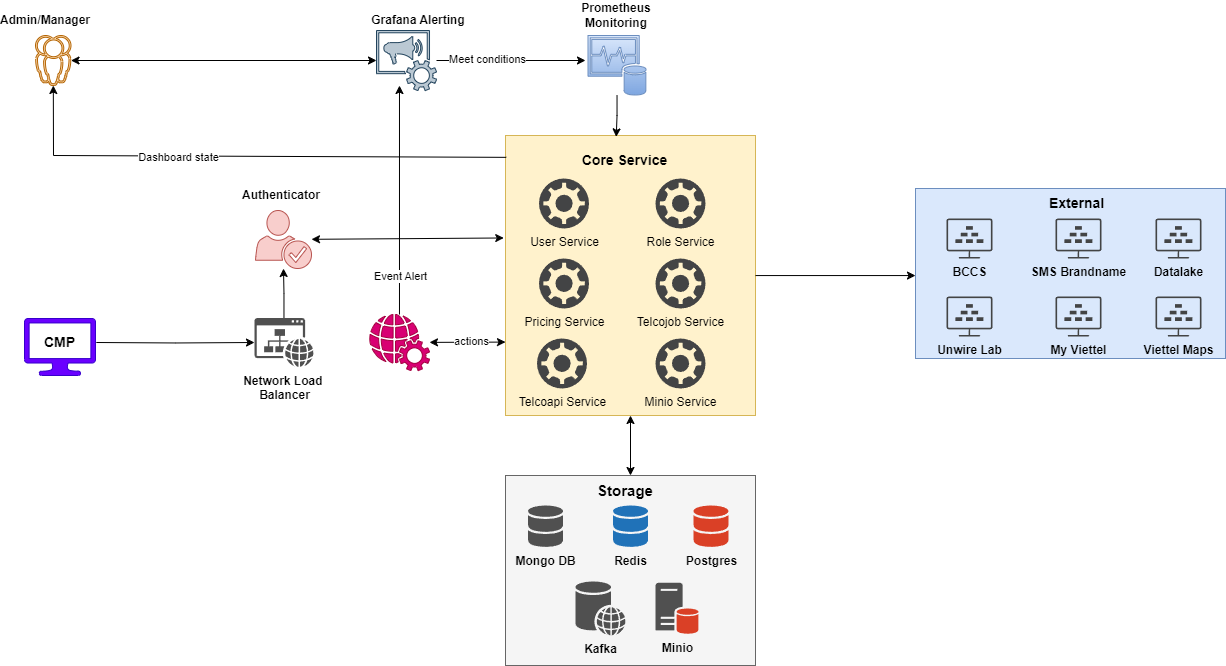 Admin/Manager
Grafana Alerting
Prometheus
Monitoring
Meet conditions
Dashboard state
Core Service
User Service
Role Service
Pricing Service
Telcojob Service
Telcoapi Service
Minio Service
Authenticator
Event Alert
CMP
actions
Network Load
Balancer
External
BCCS
SMS Brandname
Datalake
Unwire Lab
My Viettel
Viettel Maps
Storage
Mongo DB
Redis
Postgres
Kafka
Minio